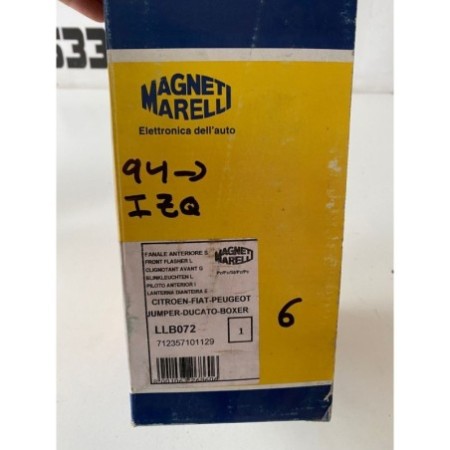 633
MAGNETI
MARELLI
Elettronica dell'auto
94→
IZQ
FANALE ANTERIORE S
FRONT FLASHER L
CLIGNOTANT AVANT G
BLINKLEUCHTEN L
PILOTO ANTERIOR I
LANTERNA DIANTEIRA E
MAGNETI
MARELLI
CITROEN-FIAT-PEUGEOT
JUMPER-DUCATO-BOXER
LLB072
1
712357101129
6